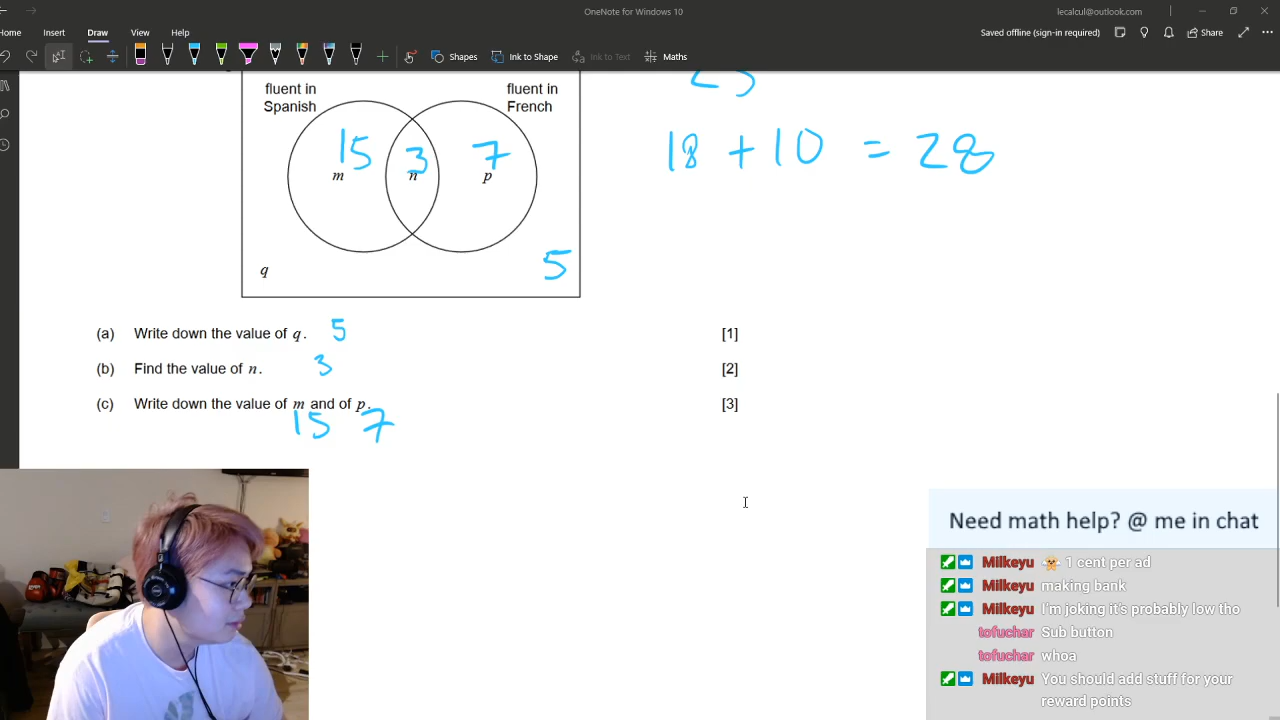 OneNote for Windows 10
lecalcul@outlook.com
Home Insert Draw View Help
Saved offline (sign-in required) Share
Shapes Ink to Shape Ink to Text Maths
fluent in
Spanish
fluent in
French
15 3 7
m n p
5
q
18 + 10 = 28
(a) Write down the value of q. 5 [1]
(b) Find the value of n. 3 [2]
(c) Write down the value of m and of p. [3]
15 7
Need math help? @ me in chat
Milkeyu 1 cent per ad
Milkeyu making bank
Milkeyu I'm joking it's probably low tho
tofuchar Sub button
tofuchar whoa
Milkeyu You should add stuff for your
reward points